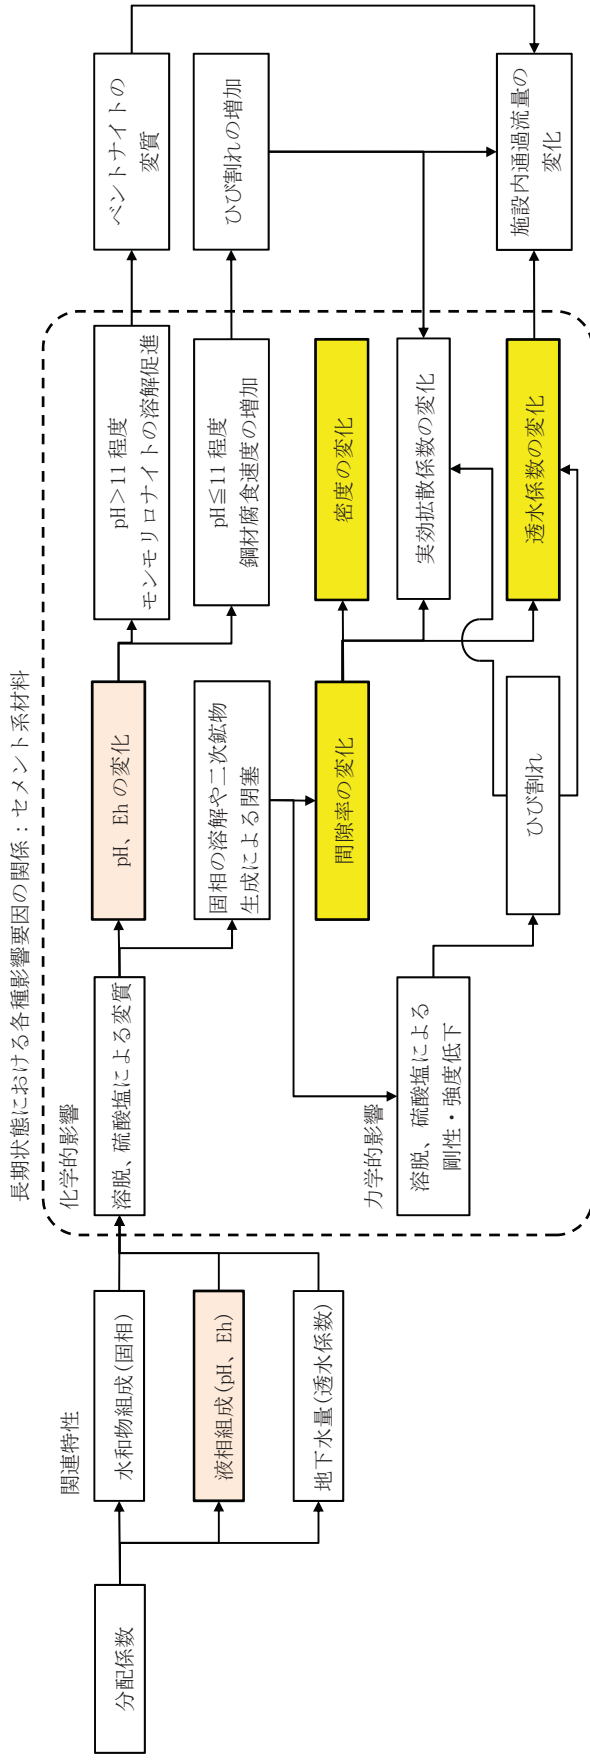 長期状態における各種影響要因の関係：セメント系材料
分配係数
関連特性
水和物組成(固相)
液相組成(pH、Eh)
地下水量(透水係数)
化学的影響
溶脱、硫酸塩による変質
pH、Eh の変化
固相の溶解や二次鉱物
生成による閉塞
間隙率の変化
力学的影響
溶脱、硫酸塩による
剛性・強度低下
ひび割れ
pH＞11 程度
モンモリロナイトの溶解促進
pH≦11 程度
鋼材腐食速度の増加
密度の変化
実効拡散係数の変化
透水係数の変化
ベントナイトの
変質
ひび割れの増加
施設内通過流量の
変化